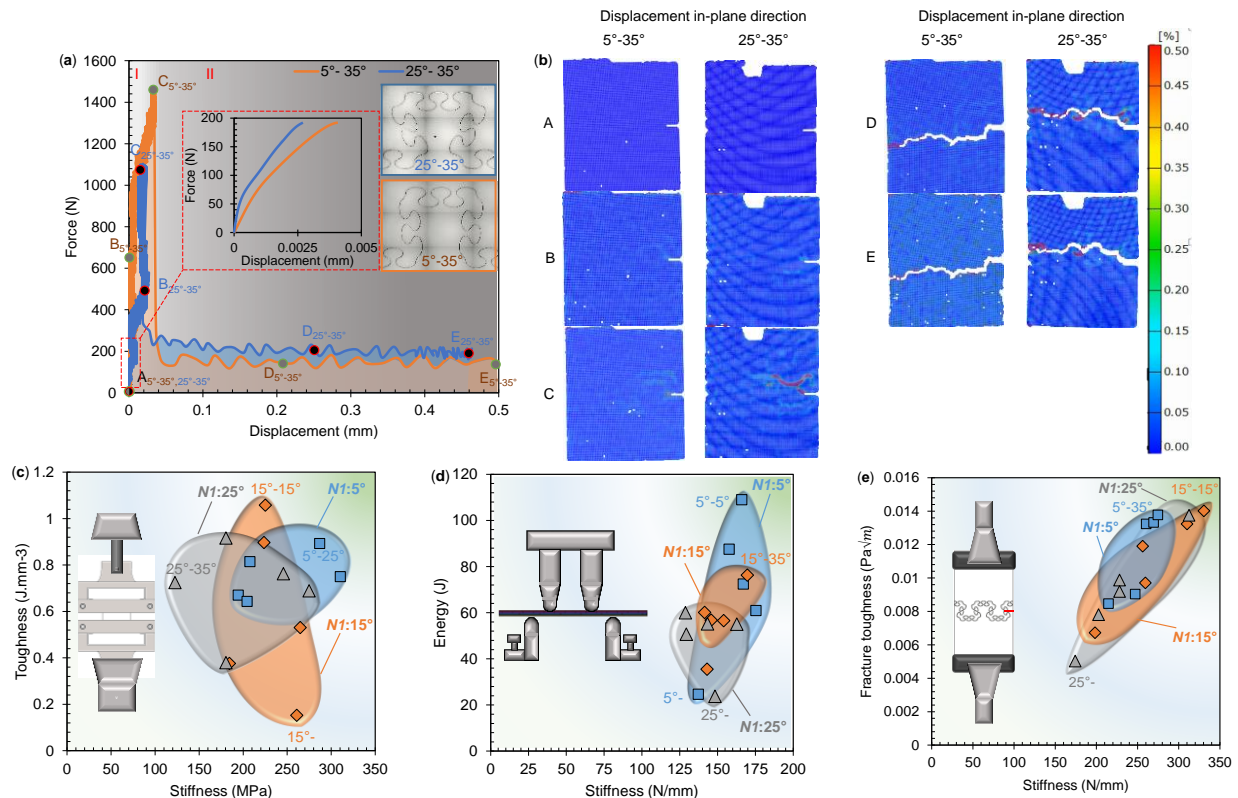 Displacement in-plane direction
5°-35° 25°-35°
Displacement in-plane direction
5°-35° 25°-35°
[%]
0.50
0.45
0.40
0.35
0.30
0.25
0.20
0.15
0.10
0.05
0.00
(a)
I II
5°- 35° 25°- 35°
1600
1400
1200
1000
800
600
400
200
0
Force (N)
C5°-35°
C25°-35°
B5°-35°
B25°-35°
A5°-35°,25°-35°
D25°-35°
D5°-35°
E25°-35°
E5°-35°
200
150
100
50
0
Force (N)
0 0.0025 0.005
Displacement (mm)
25°-35°
5°-35°
0 0.1 0.2 0.3 0.4 0.5
Displacement (mm)
(b)
A
B
C
D
E
(c)
1.2
1
0.8
0.6
0.4
0.2
0
Toughness (J.mm-3)
N1:25°
15°-15°
N1:5°
5°-25°
25°-35°
N1:15°
15°-
0 50 100 150 200 250 300 350
Stiffness (MPa)
(d)
120
100
80
60
40
20
0
Energy (J)
5°-5°
N1:5°
N1:15°
15°-35°
5°-
25°-
N1:25°
0 25 50 75 100 125 150 175 200
Stiffness (N/mm)
(e)
0.016
0.014
0.012
0.01
0.008
0.006
0.004
0.002
0
Fracture toughness (Pa√m)
N1:25°
15°-15°
5°-35°
N1:5°
N1:15°
25°-
0 50 100 150 200 250 300 350
Stiffness (N/mm)